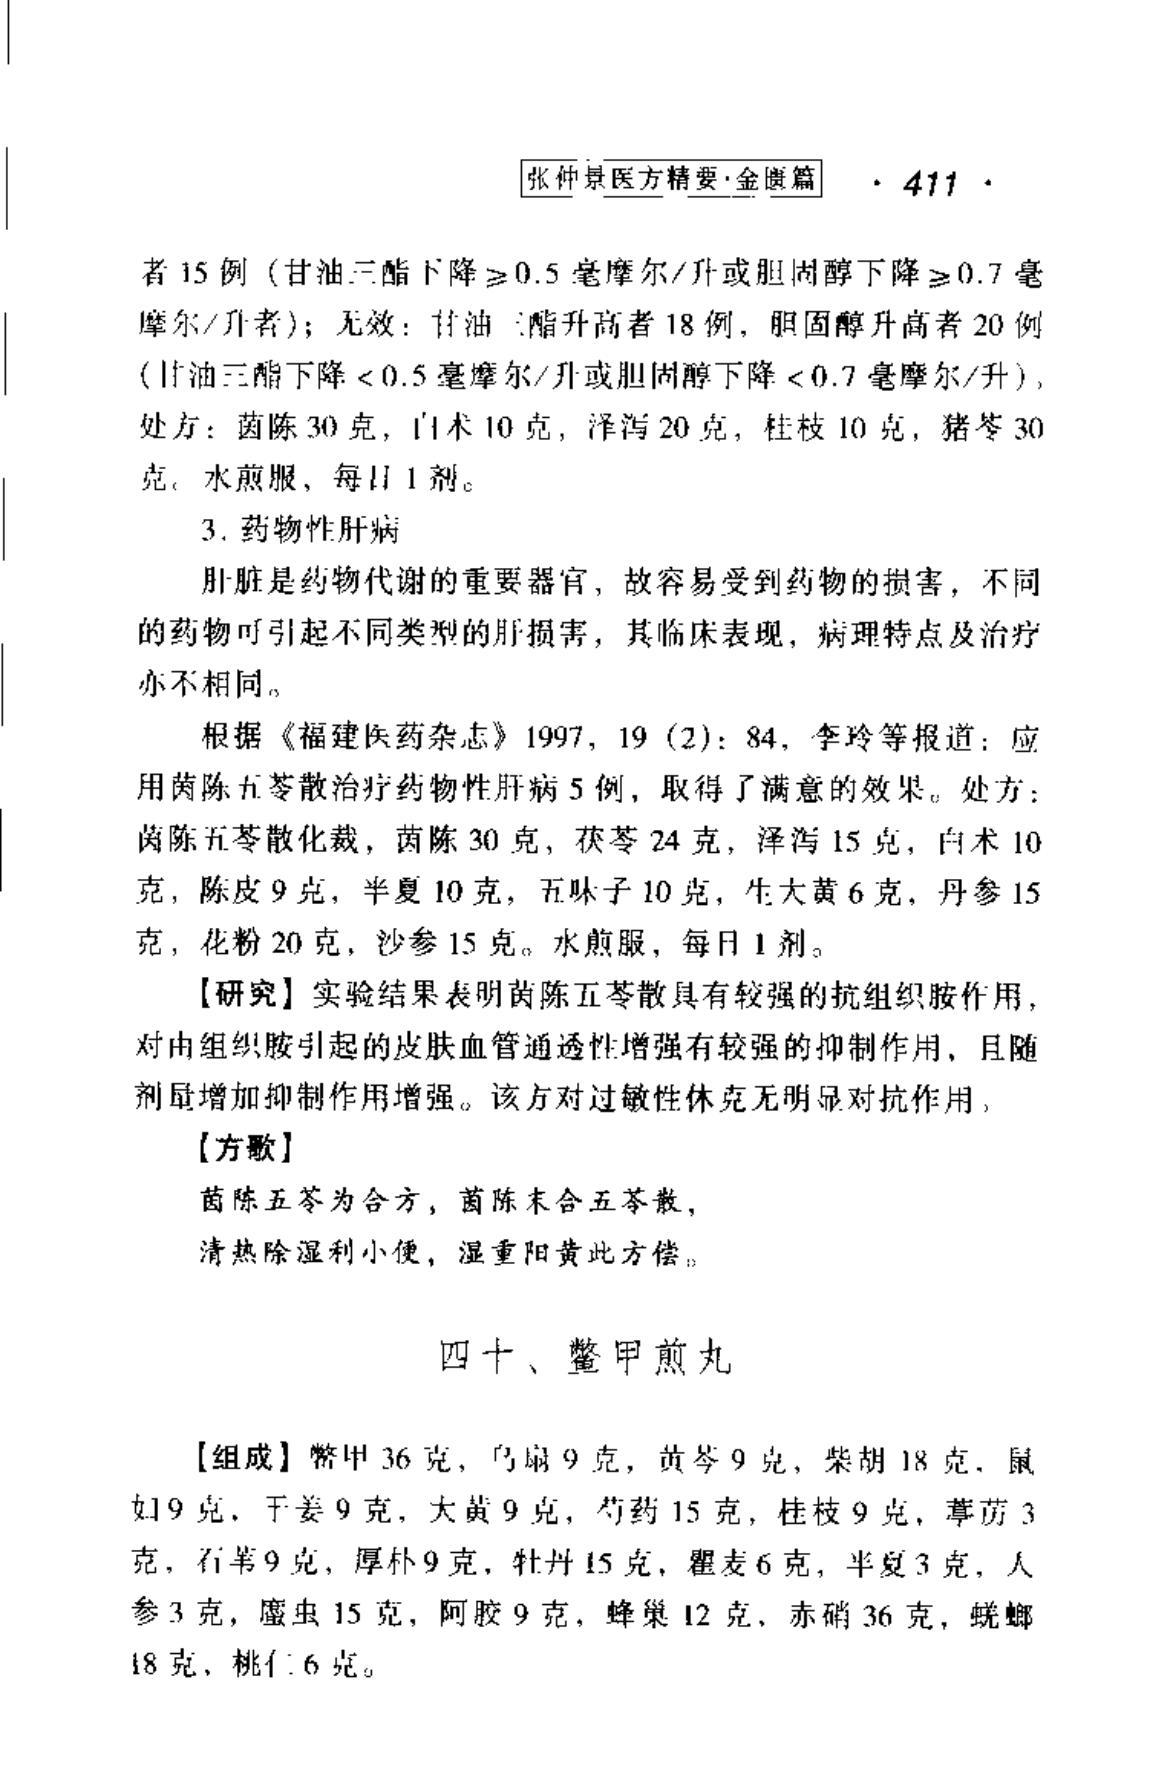 张仲景医方精要·金匮篇 · 411 ·
者 15 例（甘油三酯下降≥0.5 毫摩尔/升或胆固醇下降≥0.7 毫
摩尔/升者）；无效：甘油三酯升高者 18 例，胆固醇升高者 20 例
（甘油三酯下降<0.5 毫摩尔/升或胆固醇下降<0.7 毫摩尔/升）。
处方：茵陈 30 克，白术 10 克，泽泻 20 克，桂枝 10 克，猪苓 30
克。水煎服，每日 1 剂。
3. 药物性肝病
肝脏是药物代谢的重要器官，故容易受到药物的损害，不同
的药物可引起不同类型的肝损害，其临床表现，病理特点及治疗
亦不相同。
根据《福建医药杂志》1997，19（2）：84，李玲等报道：应
用茵陈五苓散治疗药物性肝病 5 例，取得了满意的效果。处方：
茵陈五苓散化裁，茵陈 30 克，茯苓 24 克，泽泻 15 克，白术 10
克，陈皮 9 克，半夏 10 克，五味子 10 克，生大黄 6 克，丹参 15
克，花粉 20 克，沙参 15 克。水煎服，每日 1 剂。
【研究】实验结果表明茵陈五苓散具有较强的抗组织胺作用，
对由组织胺引起的皮肤血管通透性增强有较强的抑制作用，且随
剂量增加抑制作用增强。该方对过敏性休克无明显对抗作用。
【方歌】
茵陈五苓为合方，茵陈末合五苓散，
清热除湿利小便，湿重阳黄此方偿。
四十、鳖甲煎丸
【组成】鳖甲 36 克，乌扇 9 克，黄芩 9 克，柴胡 18 克，鼠
妇 9 克，干姜 9 克，大黄 9 克，芍药 15 克，桂枝 9 克，葶苈 3
克，石苇 9 克，厚朴 9 克，牡丹 15 克，瞿麦 6 克，半夏 3 克，人
参 3 克，䗪虫 15 克，阿胶 9 克，蜂巢 12 克，赤硝 36 克，蜣螂
18 克，桃仁 6 克。